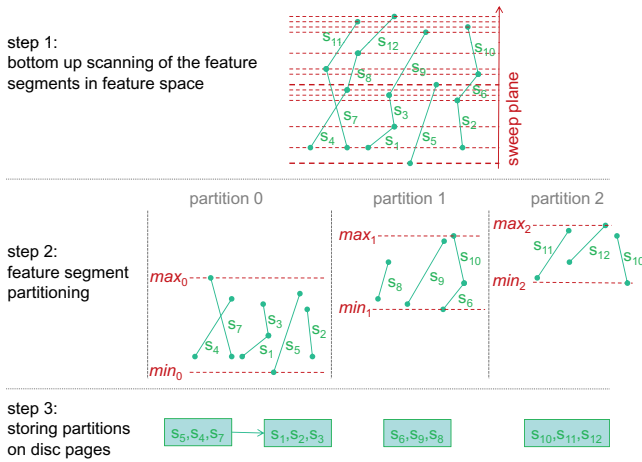 step 1:
bottom up scanning of the feature
segments in feature space
s11
s12
s10
s8
s9
s6
s7
s3
s2
s4
s1
s5
sweep plane
partition 0
partition 1
partition 2
step 2:
feature segment
partitioning
max0
s7
s3
s2
s4
s1
s5
min0
max1
s10
s8
s9
s6
min1
max2
s11
s12
s10
min2
step 3:
storing partitions
on disc pages
s5,s4,s7
s1,s2,s3
s6,s9,s8
s10,s11,s12